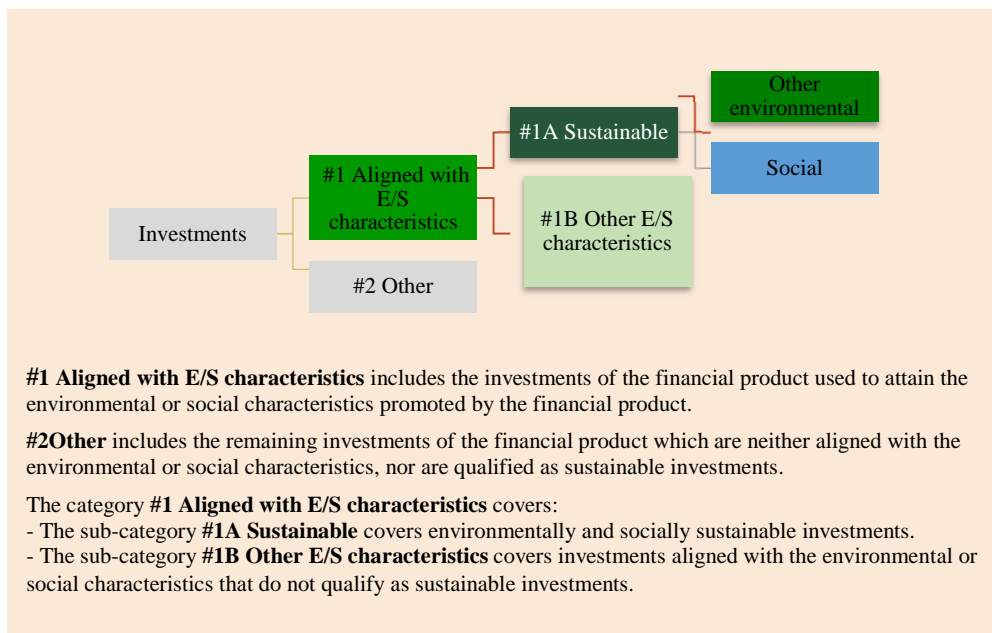 Investments
#1 Aligned with
E/S
characteristics
#2 Other
#1A Sustainable
#1B Other E/S
characteristics
Other
environmental
Social
#1 Aligned with E/S characteristics includes the investments of the financial product used to attain the
environmental or social characteristics promoted by the financial product.
#2Other includes the remaining investments of the financial product which are neither aligned with the
environmental or social characteristics, nor are qualified as sustainable investments.
The category #1 Aligned with E/S characteristics covers:
- The sub-category #1A Sustainable covers environmentally and socially sustainable investments.
- The sub-category #1B Other E/S characteristics covers investments aligned with the environmental or
social characteristics that do not qualify as sustainable investments.